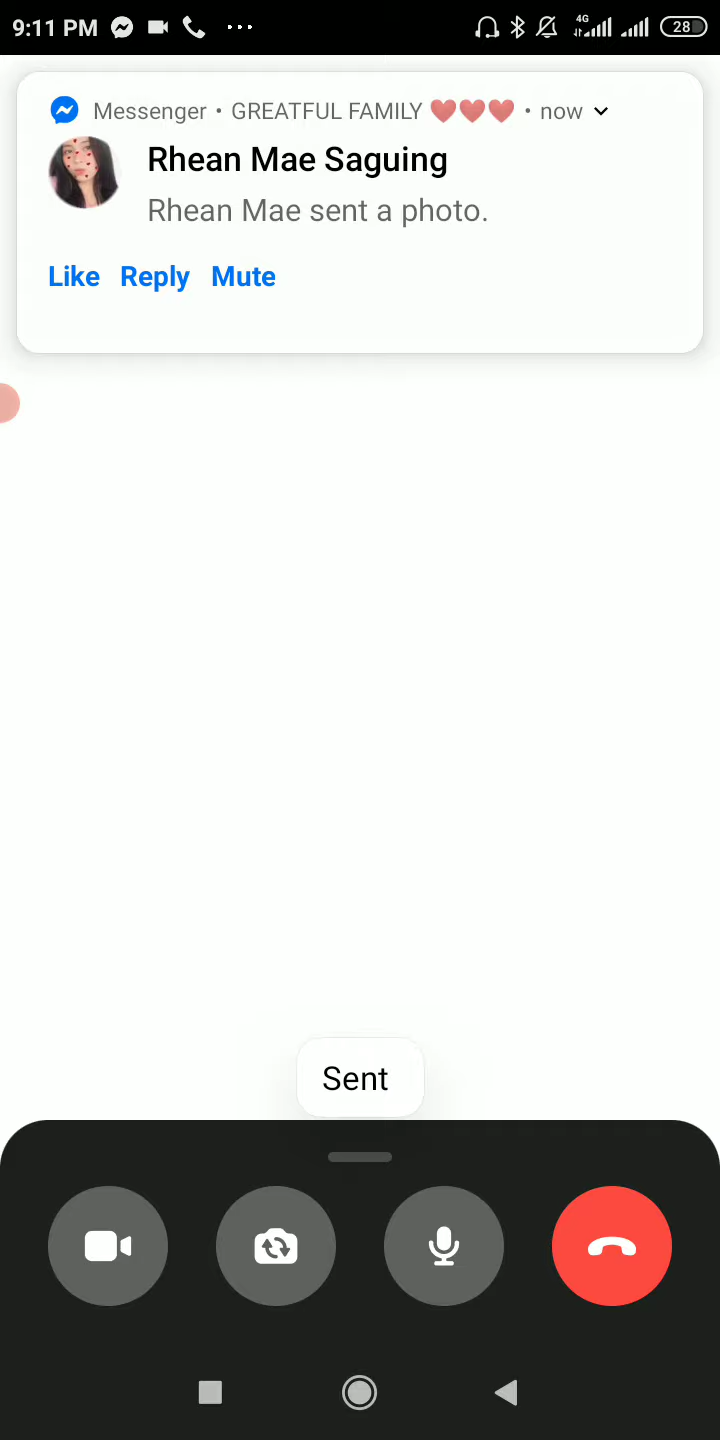 9:11 PM 4G 28
Messenger • GREATFUL FAMILY ❤️❤️❤️ • now
Rhean Mae Saguing
Rhean Mae sent a photo.
Like Reply Mute
Sent